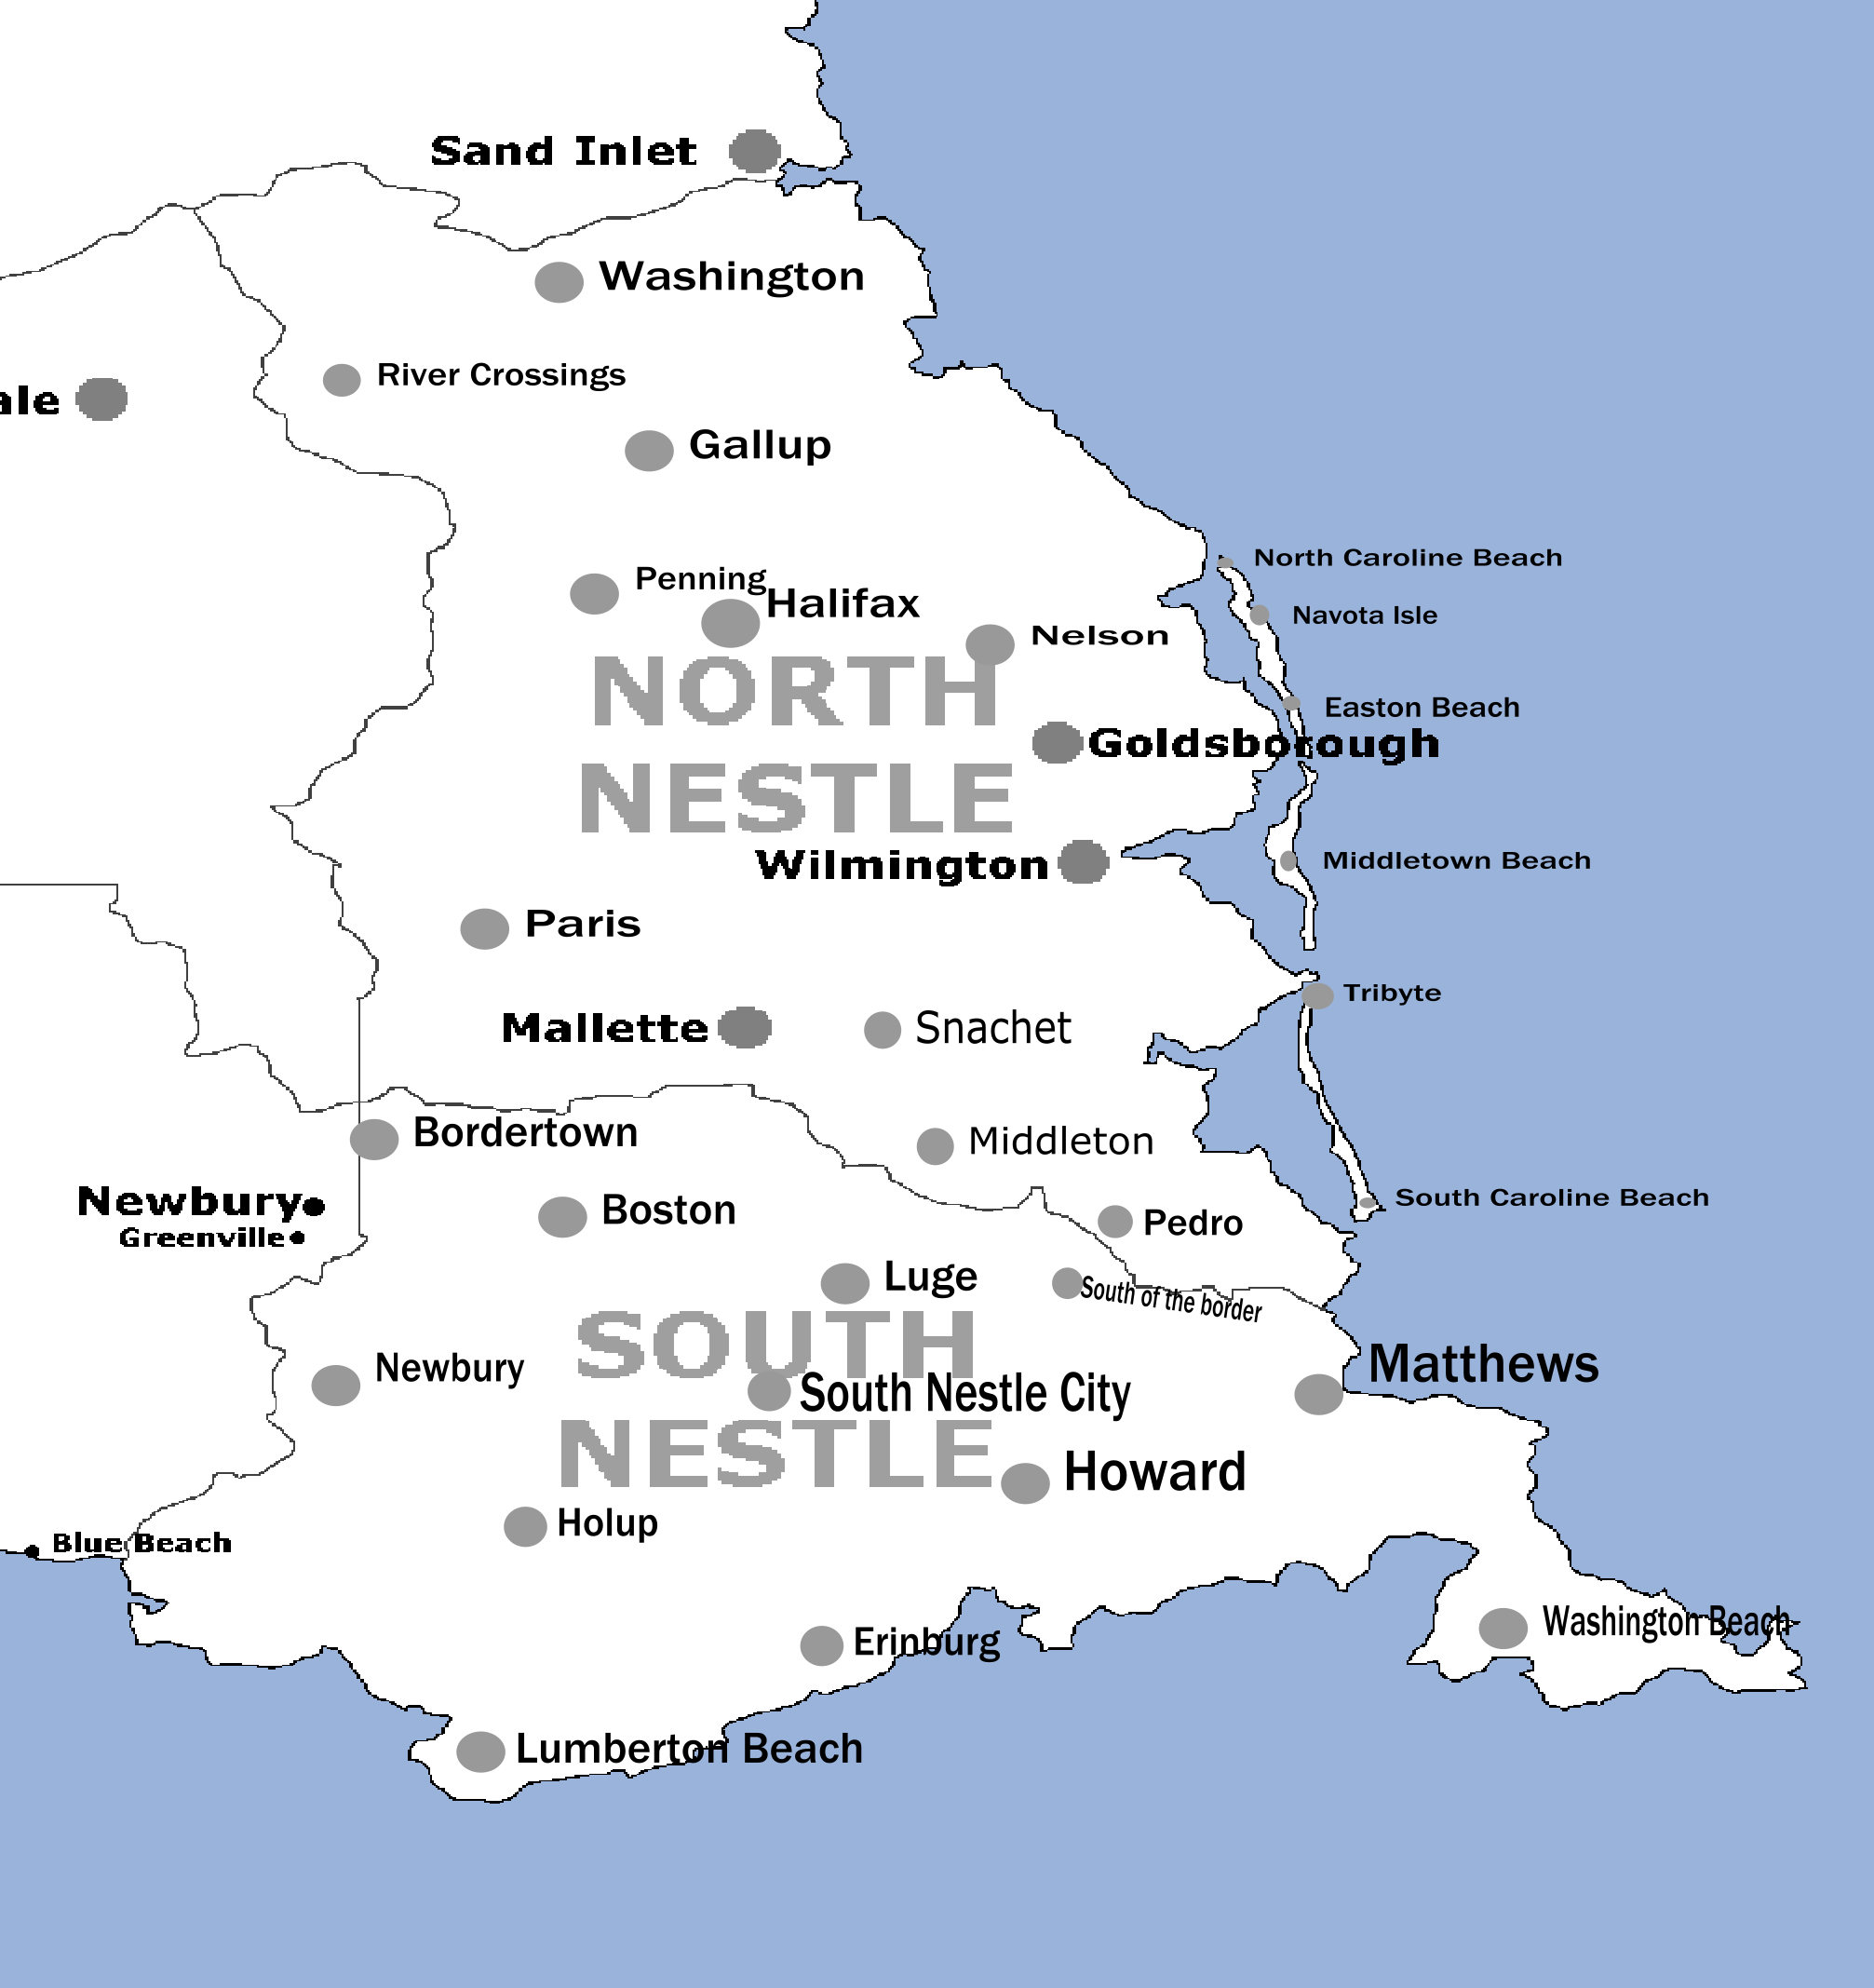 Sand Inlet
Washington
River Crossings
ale
Gallup
North Caroline Beach
Penning
Halifax
Navota Isle
Nelson
NORTH
Easton Beach
Goldsborough
NESTLE
Wilmington
Middletown Beach
Paris
Tribyte
Mallette
Snachet
Bordertown
Middleton
Newbury
South Caroline Beach
Boston
Pedro
Greenville
Luge
South of the border
SOUTH
Matthews
Newbury
South Nestle City
NESTLE
Howard
Holup
Blue Beach
Washington Beach
Erinburg
Lumberton Beach